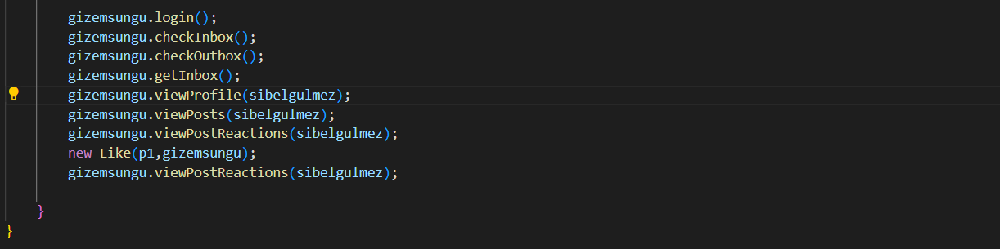 gizemsungu.login();
gizemsungu.checkInbox();
gizemsungu.checkOutbox();
gizemsungu.getInbox();
gizemsungu.viewProfile(sibelgulmez);
gizemsungu.viewPosts(sibelgulmez);
gizemsungu.viewPostReactions(sibelgulmez);
new Like(p1,gizemsungu);
gizemsungu.viewPostReactions(sibelgulmez);
}
}